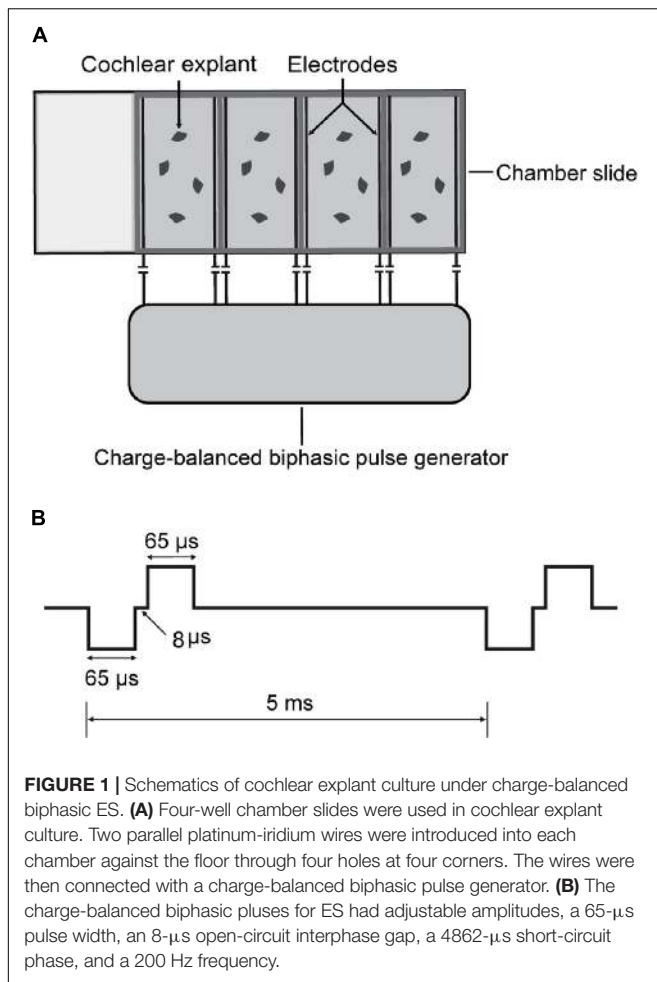 A
Cochlear explant
Electrodes
Chamber slide
Charge-balanced biphasic pulse generator
B
65 µs
8 µs
65 µs
5 ms
FIGURE 1 | Schematics of cochlear explant culture under charge-balanced
biphasic ES. (A) Four-well chamber slides were used in cochlear explant
culture. Two parallel platinum-iridium wires were introduced into each
chamber against the floor through four holes at four corners. The wires were
then connected with a charge-balanced biphasic pulse generator. (B) The
charge-balanced biphasic pluses for ES had adjustable amplitudes, a 65-µs
pulse width, an 8-µs open-circuit interphase gap, a 4862-µs short-circuit
phase, and a 200 Hz frequency.